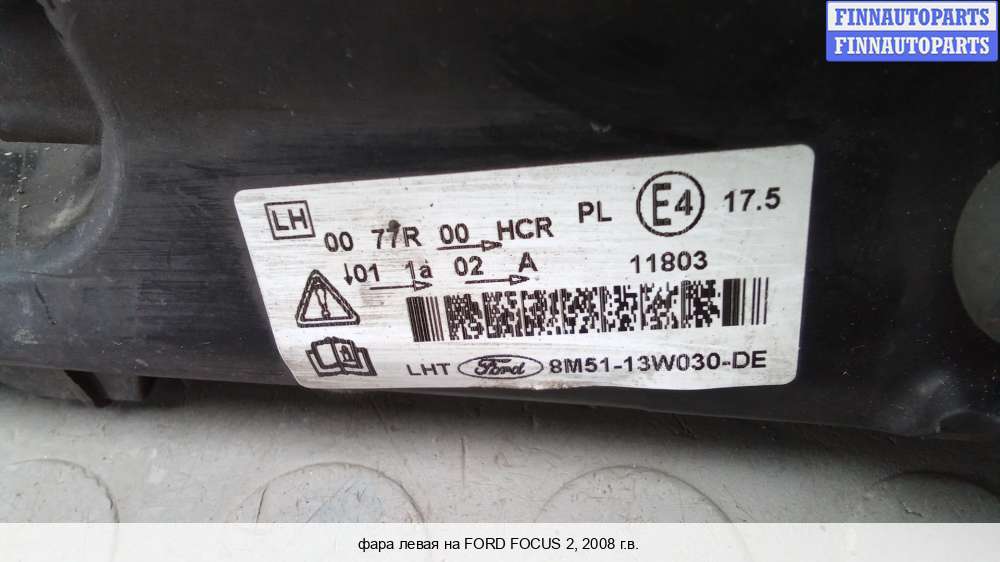 FINNAUTOPARTS
FINNAUTOPARTS
LH
00 77R 00 HCR PL E4 17.5
01 1a 02 A 11803
LHT Ford 8M51-13W030-DE
фара левая на FORD FOCUS 2, 2008 г.в.